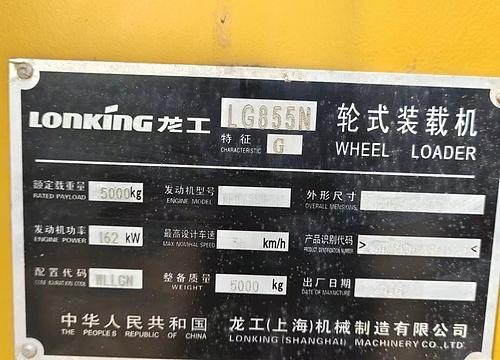 LONKING 龙工 LG855N 轮式装载机
特征 G
CHARACTERISTIC WHEEL LOADER
额定载重量 5000kg 发动机型号 外形尺寸
RATED PAYLOAD ENGINE MODEL OVERALL
发动机功率 162 kW 最高设计车速 km/h 产品识别代码 > <
ENGINE POWER MAX NOMINAL SPEED PRODUCT IDENTIFICATION NUMBER
配置代码 WLLGN 整备质量 5000 kg 出厂日期
CONFIGURATION CODE WEIGHT DATE OF
中华人民共和国 龙工(上海)机械制造有限公司
THE PEOPLE'S REPUBLIC OF CHINA LONKING (SHANGHAI) MACHINERY CO.,LTD.